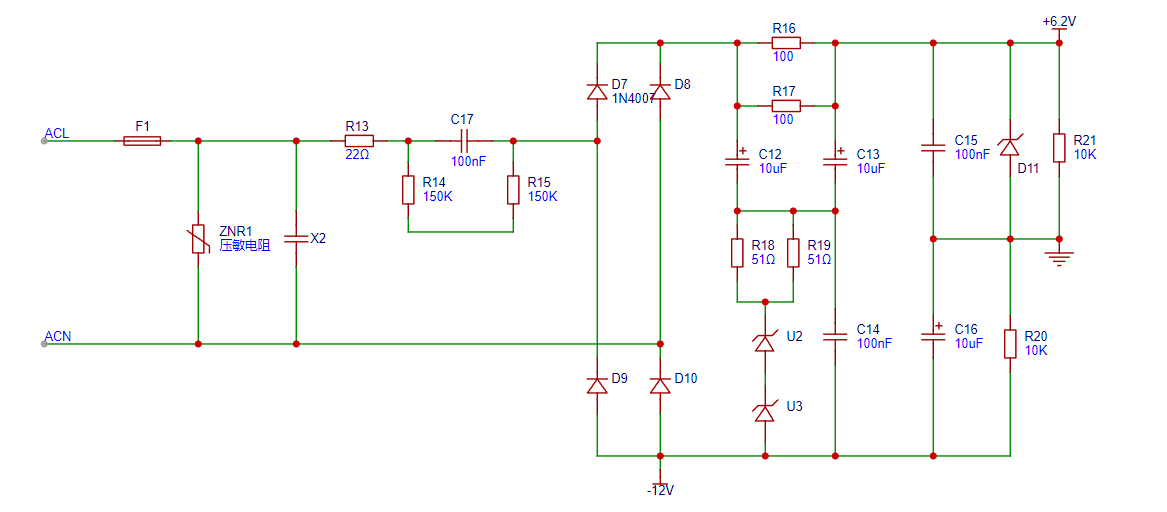 +6.2V
R16
100
D7
1N4007
D8
R17
100
ACL
F1
R13
22Ω
C17
100nF
C12
10uF
C13
10uF
C15
100nF
D11
R21
10K
R14
150K
R15
150K
ZNR1
压敏电阻
X2
R18
51Ω
R19
51Ω
ACN
U2
C14
100nF
C16
10uF
R20
10K
D9
D10
U3
-12V